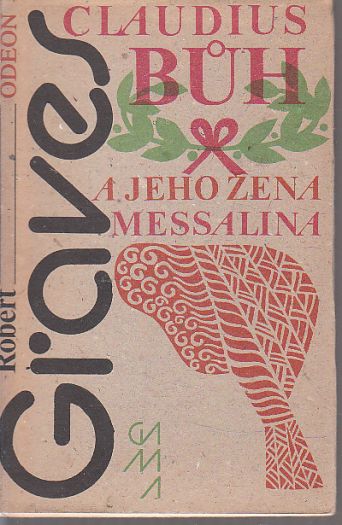 Robert
Graves
ODEON
CLAUDIUS
BŮH
A JEHO ŽENA
MESSALINA
GAMA